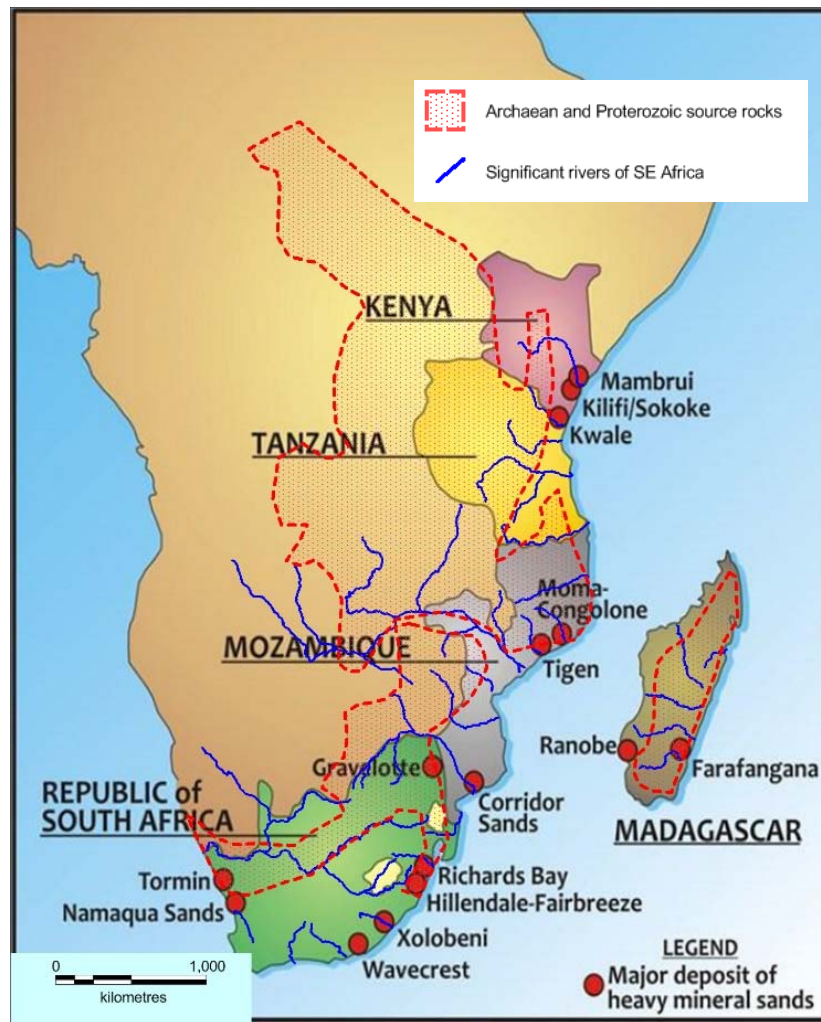 Archaean and Proterozoic source rocks
Significant rivers of SE Africa
KENYA
Mambrui
Kilifi/Sokoke
Kwale
TANZANIA
Moma-
Congolone
MOZAMBIQUE
Tigen
Ranobe
Farafangana
Gravelotte
REPUBLIC of
SOUTH AFRICA
Corridor
Sands
MADAGASCAR
Tormin
Richards Bay
Namaqua Sands
Hillendale-Fairbreeze
Xolobeni
Wavecrest
LEGEND
Major deposit of
heavy mineral sands
0 1,000
kilometres